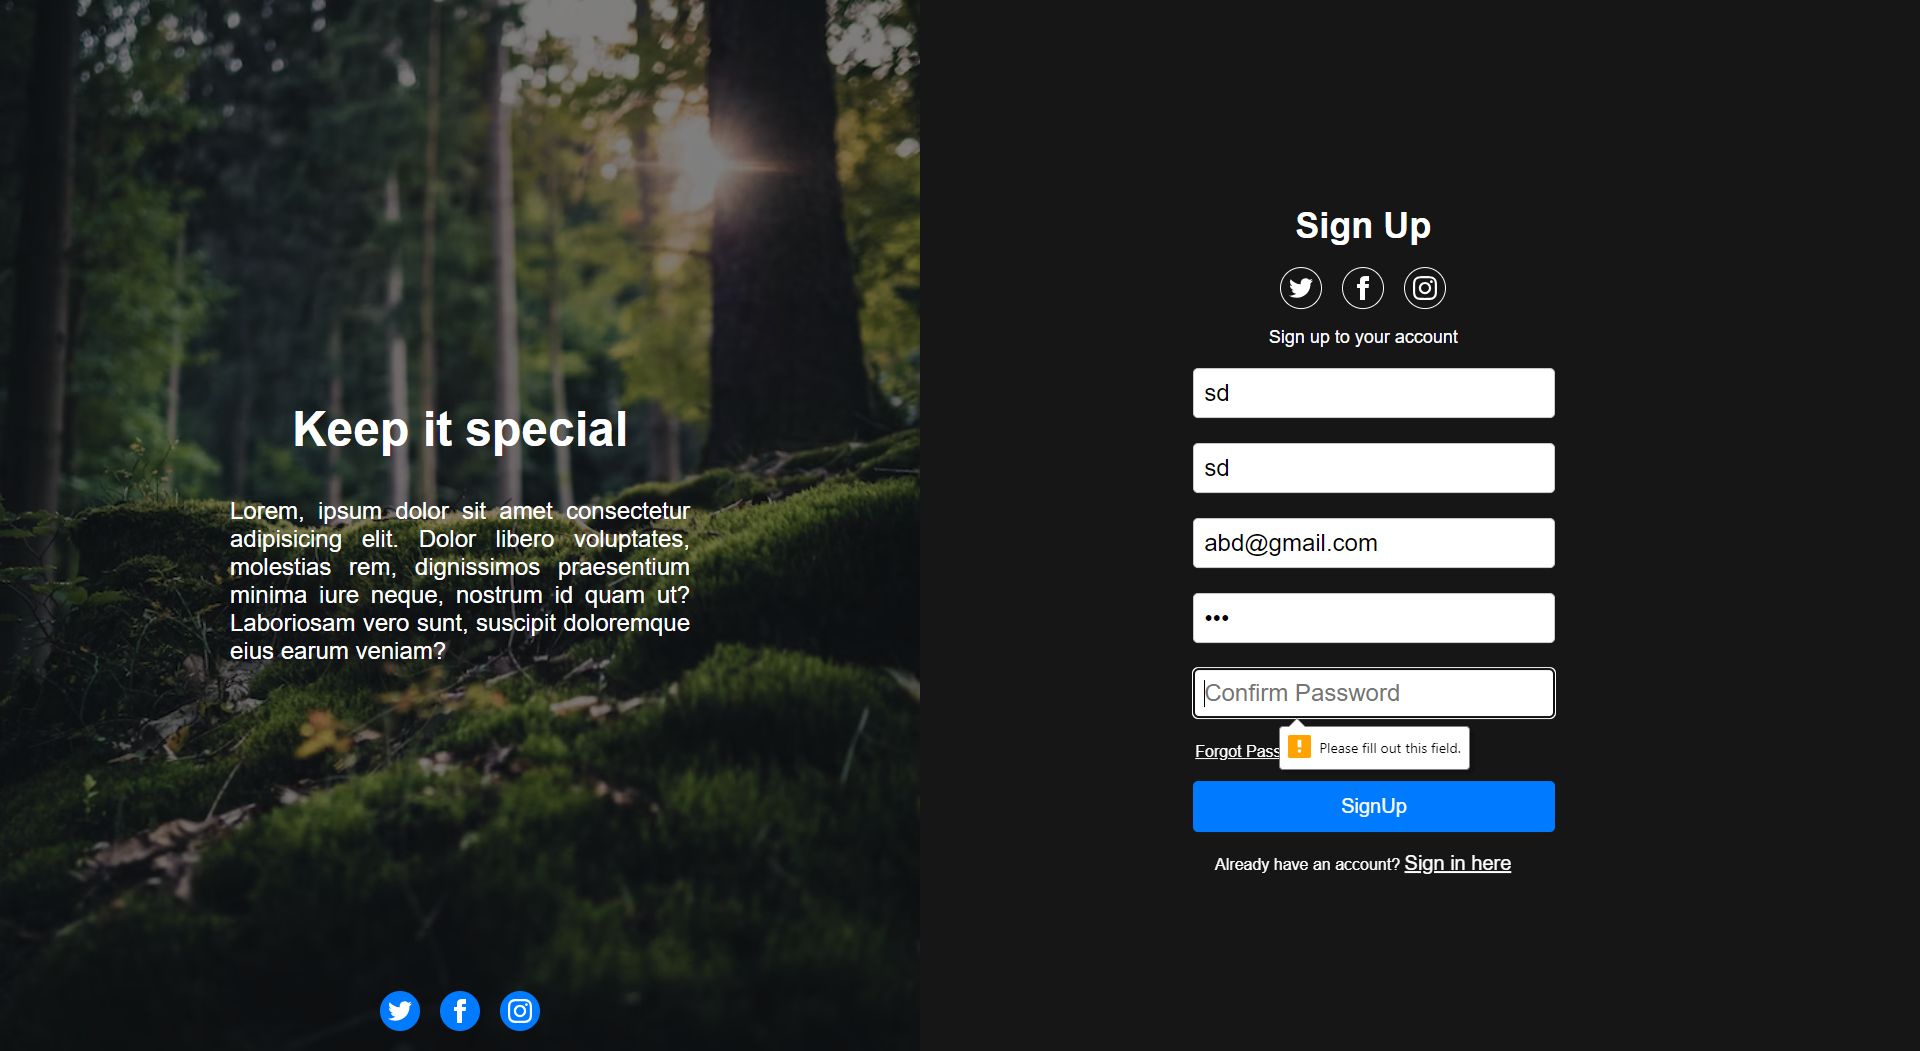 Keep it special
Lorem, ipsum dolor sit amet consectetur
adipisicing elit. Dolor libero voluptates,
molestias rem, dignissimos praesentium
minima iure neque, nostrum id quam ut?
Laboriosam vero sunt, suscipit doloremque
eius earum veniam?
Sign Up
Sign up to your account
sd
sd
abd@gmail.com
•••
Confirm Password
Please fill out this field.
Forgot Pass
SignUp
Already have an account? Sign in here